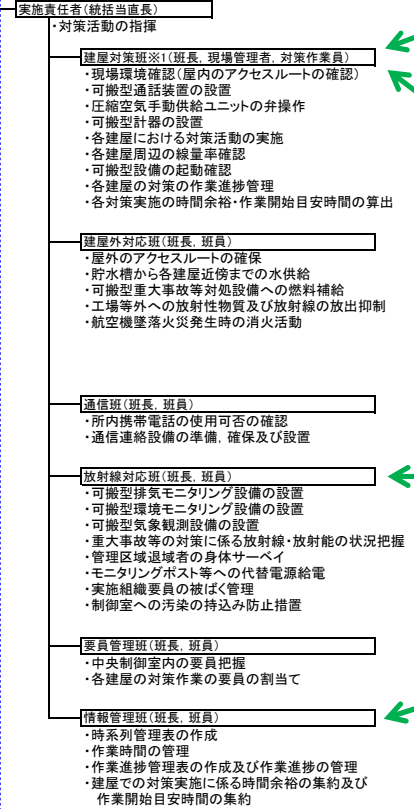 実施責任者(統括当直長)
・対策活動の指揮
建屋対策班※1(班長, 現場管理者, 対策作業員)
・現場環境確認(屋内のアクセスルートの確認)
・可搬型通話装置の設置
・圧縮空気手動供給ユニットの弁操作
・可搬型計器の設置
・各建屋における対策活動の実施
・各建屋周辺の線量率確認
・可搬型設備の起動確認
・各建屋の対策の作業進捗管理
・各対策実施の時間余裕・作業開始目安時間の算出
建屋外対応班(班長, 班員)
・屋外のアクセスルートの確保
・貯水槽から各建屋近傍までの水供給
・可搬型重大事故等対処設備への燃料補給
・工場等外への放射性物質及び放射線の放出抑制
・航空機墜落火災発生時の消火活動
通信班(班長, 班員)
・所内携帯電話の使用可否の確認
・通信連絡設備の準備, 確保及び設置
放射線対応班(班長, 班員)
・可搬型排気モニタリング設備の設置
・可搬型環境モニタリング設備の設置
・可搬型気象観測設備の設置
・重大事故等の対策に係る放射線・放射能の状況把握
・管理区域退域者の身体サーベイ
・モニタリングポスト等への代替電源給電
・実施組織要員の被ばく管理
・制御室への汚染の持込み防止措置
要員管理班(班長, 班員)
・中央制御室内の要員把握
・各建屋の対策作業の要員の割当て
情報管理班(班長, 班員)
・時系列管理表の作成
・作業時間の管理
・作業進捗管理表の作成及び作業進捗の管理
・建屋での対策実施に係る時間余裕の集約及び
作業開始目安時間の集約